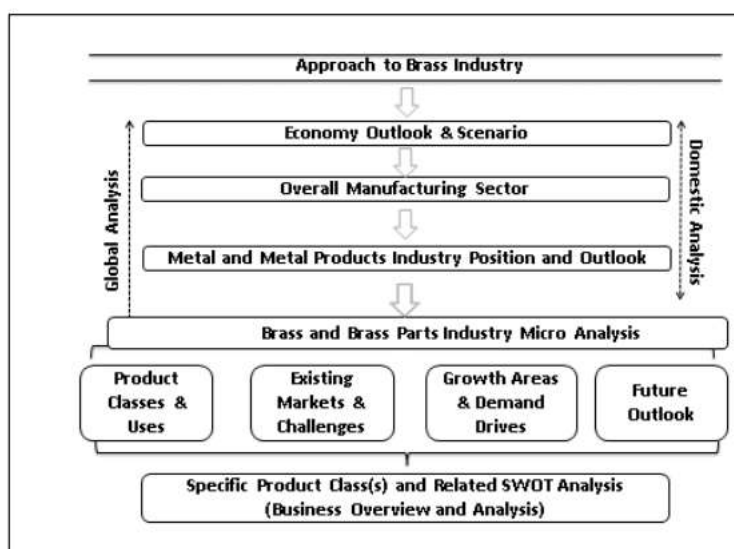 Approach to Brass Industry
Economy Outlook & Scenario
Overall Manufacturing Sector
Metal and Metal Products Industry Position and Outlook
Global Analysis
Domestic Analysis
Brass and Brass Parts Industry Micro Analysis
Product
Classes &
Uses
Existing
Markets &
Challenges
Growth Areas
& Demand
Drives
Future
Outlook
Specific Product Class(s) and Related SWOT Analysis
(Business Overview and Analysis)